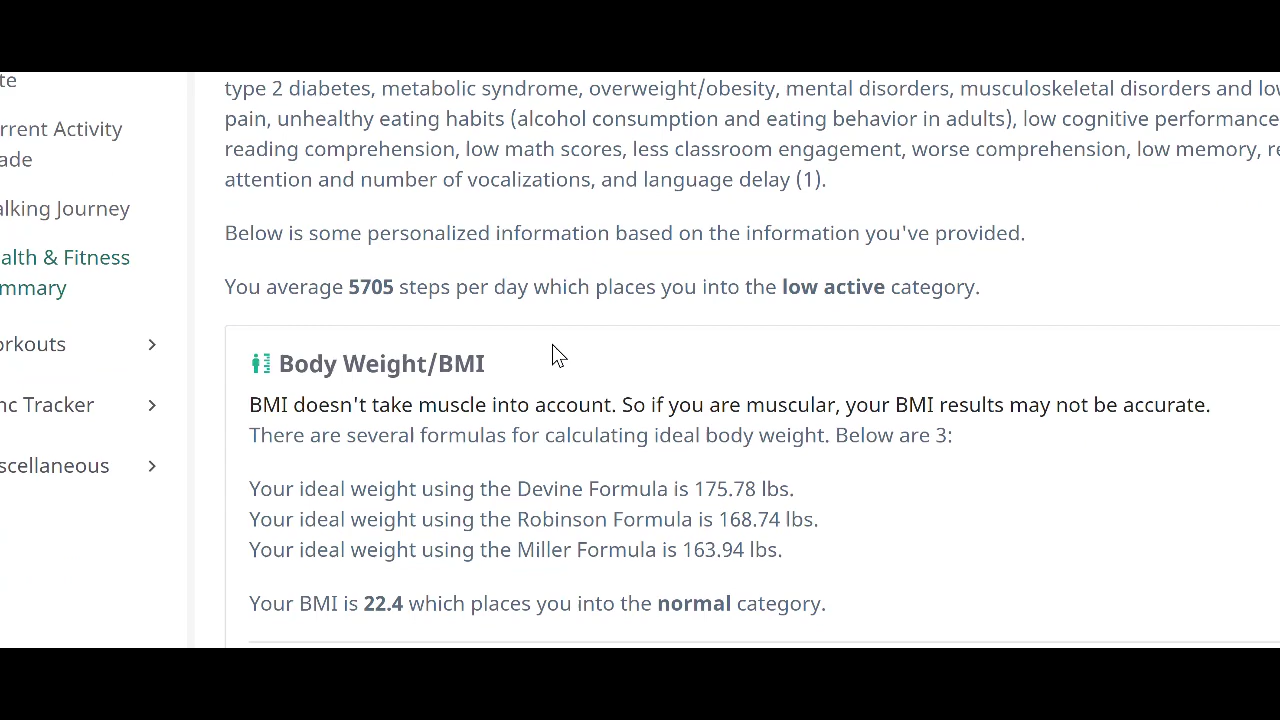 te
rrent Activity
ade
alking Journey
alth & Fitness
mmary
orkouts
nc Tracker
scellaneous
type 2 diabetes, metabolic syndrome, overweight/obesity, mental disorders, musculoskeletal disorders and low
pain, unhealthy eating habits (alcohol consumption and eating behavior in adults), low cognitive performance
reading comprehension, low math scores, less classroom engagement, worse comprehension, low memory, re
attention and number of vocalizations, and language delay (1).
Below is some personalized information based on the information you've provided.
You average 5705 steps per day which places you into the low active category.
Body Weight/BMI
BMI doesn't take muscle into account. So if you are muscular, your BMI results may not be accurate.
There are several formulas for calculating ideal body weight. Below are 3:
Your ideal weight using the Devine Formula is 175.78 lbs.
Your ideal weight using the Robinson Formula is 168.74 lbs.
Your ideal weight using the Miller Formula is 163.94 lbs.
Your BMI is 22.4 which places you into the normal category.